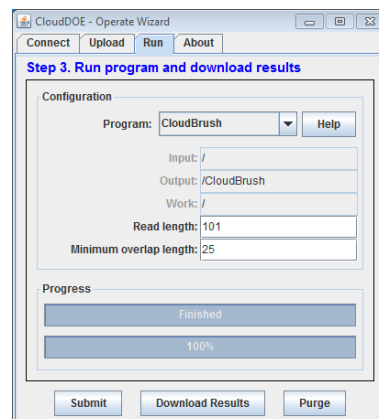 CloudDOE - Operate Wizard
Connect Upload Run About
Step 3. Run program and download results
Configuration
Program: CloudBrush Help
Input: /
Output: /CloudBrush
Work: /
Read length: 101
Minimum overlap length: 25
Progress
Finished
100%
Submit Download Results Purge